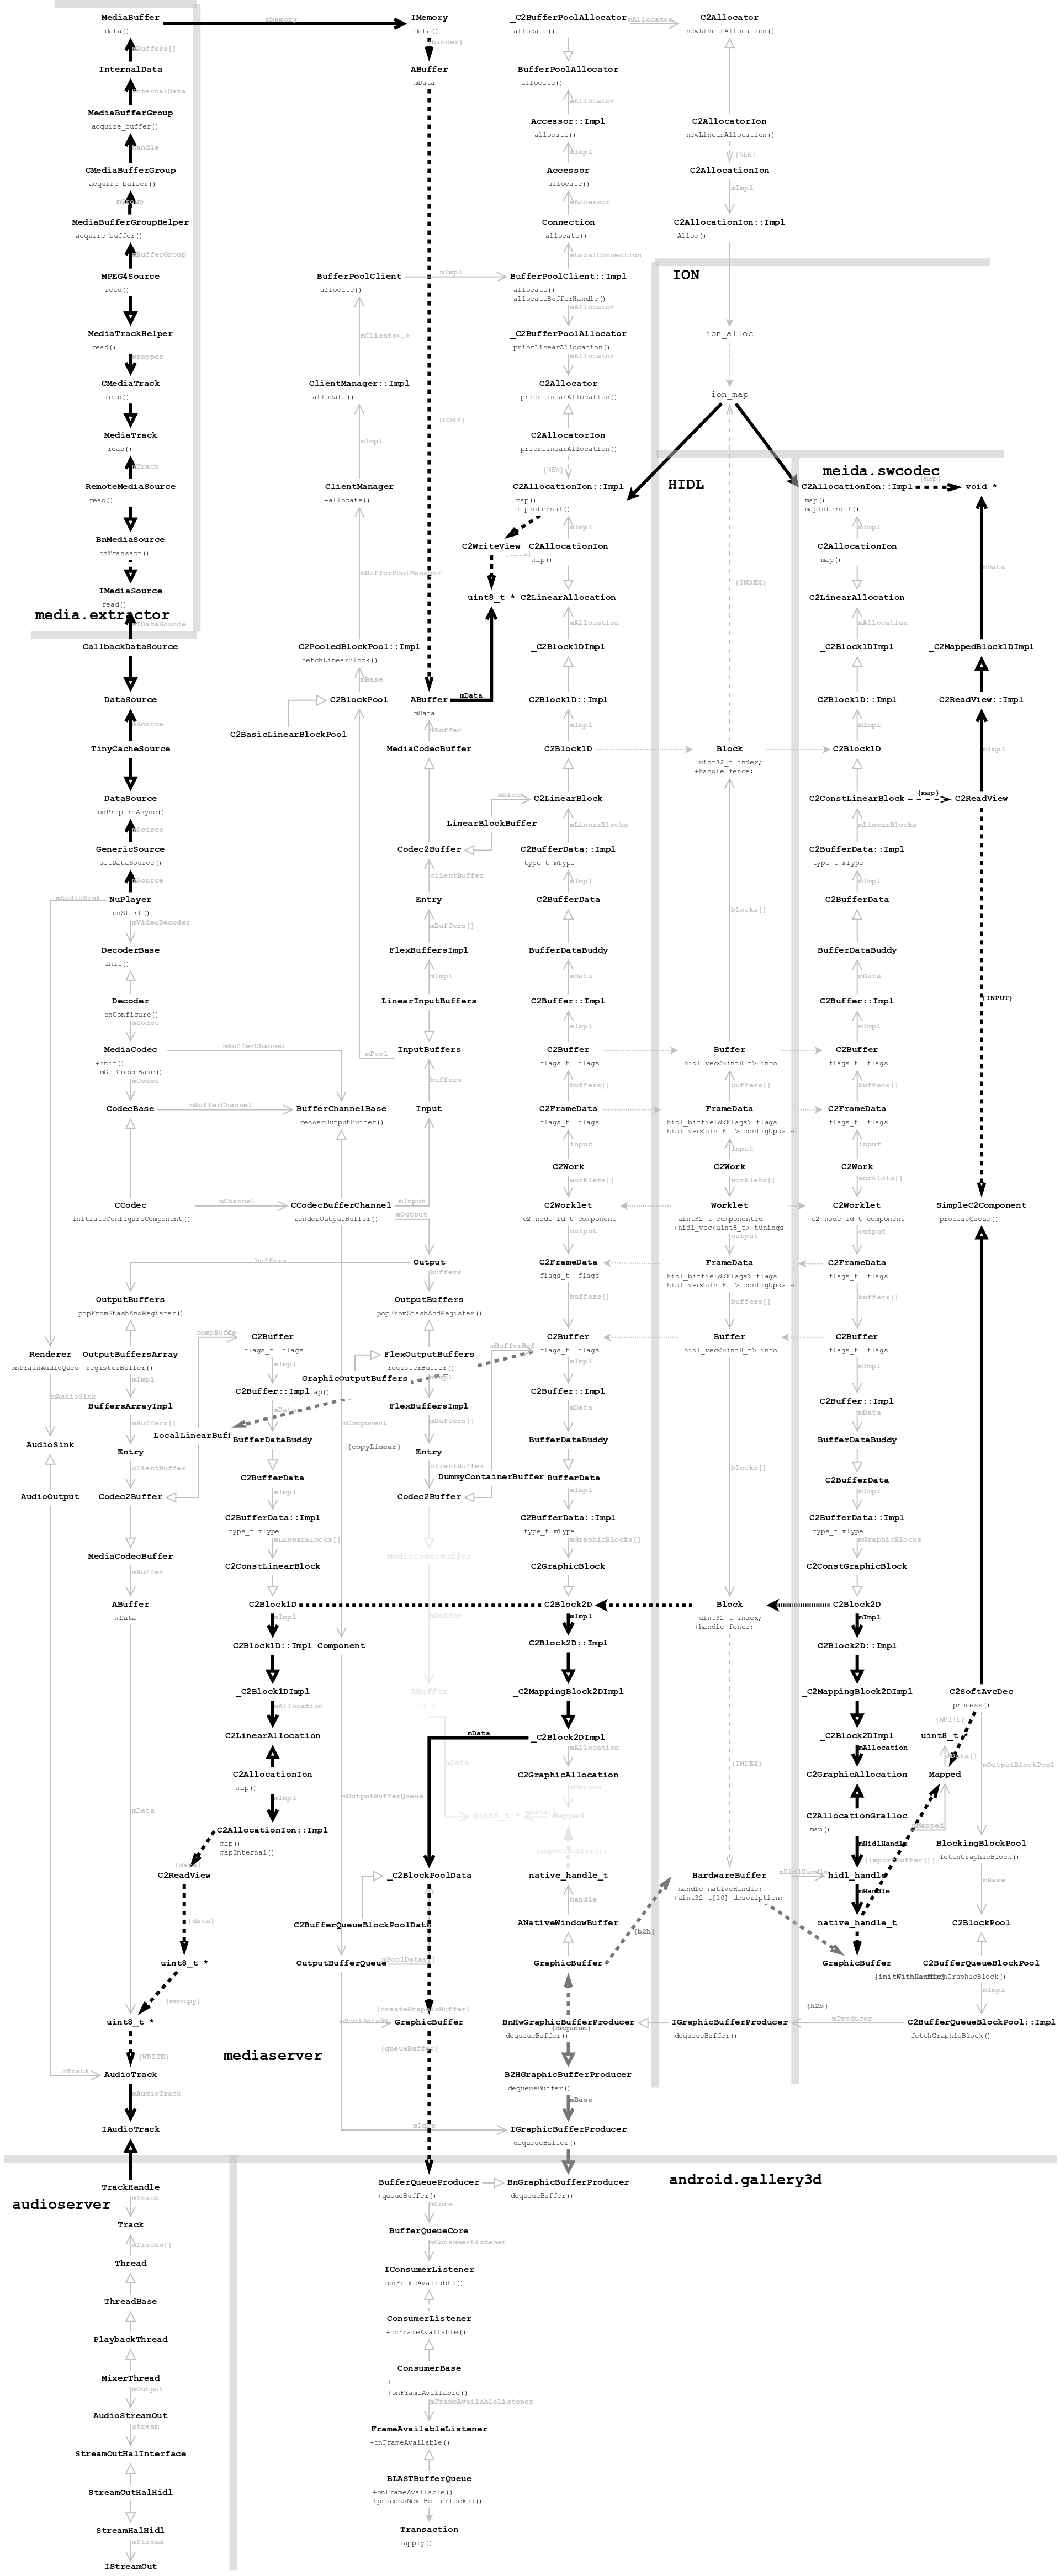 MediaBuffer
data()
mBuffers[]
InternalData
InternalData
MediaBufferGroup
acquire_buffer()
handle
CMediaBufferGroup
acquire_buffer()
MediaBufferGroupHelper
acquire_buffer()
mBufferGroup
MPEG4Source
read()
MediaTrackHelper
read()
wrapper
CMediaTrack
read()
MediaTrack
read()
mTrack
RemoteMediaSource
read()
BnMediaSource
onTransact()
IMediaSource
read()
media.extractor
mIDataSource
CallbackDataSource
DataSource
mSource
TinyCacheSource
DataSource
onPrepareAsync()
mSource
GenericSource
setDataSource()
mSource
mAudioSink
NuPlayer
onStart()
mVideoDecoder
DecoderBase
init()
Decoder
onConfigure()
mCodec
MediaCodec
+init()
mGetCodecBase()
mCodec
mBufferChannel
CodecBase
mBufferChannel
BufferChannelBase
renderOutputBuffer()
CCodec
initiateConfigureComponent()
mChannel
CCodecBufferChannel
renderOutputBuffer()
mInput
mOutput
mMemory
IMemory
data()
(binder)
ABuffer
mData
(COPY)
BufferPoolClient
allocate()
mImpl
mClients<,>
ClientManager::Impl
allocate()
mImpl
ClientManager
-allocate()
mBufferPoolManager
C2PooledBlockPool::Impl
fetchLinearBlock()
mBase
C2BlockPool
C2BasicLinearBlockPool
ABuffer
mData
mData
mBuffer
MediaCodecBuffer
LinearBlockBuffer
mBlock
Codec2Buffer
clientBuffer
Entry
mBuffers[]
FlexBuffersImpl
mImpl
LinearInputBuffers
InputBuffers
mPool
buffers
Input
_C2BufferPoolAllocator
allocate()
mAllocator
BufferPoolAllocator
allocate()
mAllocator
Accessor::Impl
allocate()
mImpl
Accessor
allocate()
mAccessor
Connection
allocate()
mLocalConnection
BufferPoolClient::Impl
allocate()
allocateBufferHandle()
mAllocator
_C2BufferPoolAllocator
priorLinearAllocation()
mAllocator
C2Allocator
priorLinearAllocation()
C2AllocatorIon
priorLinearAllocation()
(NEW)
C2AllocationIon::Impl
map()
mapInternal()
mImpl
C2WriteView
C2AllocationIon
map()
uint8_t *
C2LinearAllocation
mAllocation
_C2Block1DImpl
C2Block1D::Impl
mImpl
C2Block1D
C2LinearBlock
mLinearBlocks
C2BufferData::Impl
type_t mType
mImpl
C2BufferData
BufferDataBuddy
mData
C2Buffer::Impl
mImpl
C2Buffer
flags_t flags
buffers[]
C2FrameData
flags_t flags
input
C2Work
worklets[]
C2Worklet
c2_node_id_t component
output
C2FrameData
flags_t flags
buffers[]
C2Allocator
newLinearAllocation()
C2AllocatorIon
newLinearAllocation()
(NEW)
C2AllocationIon
mImpl
C2AllocationIon::Impl
Alloc()
ION
ion_alloc
ion_map
HIDL
(INDEX)
Block
uint32_t index;
+handle fence;
blocks[]
Buffer
hidl_vec<uint8_t> info
buffers[]
FrameData
hidl_bitfield<Flags> flags
hidl_vec<uint8_t> configUpdate
input
C2Work
worklets[]
Worklet
uint32_t componentId
+hidl_vec<uint8_t> tunings
output
FrameData
hidl_bitfield<Flags> flags
hidl_vec<uint8_t> configUpdate
buffers[]
Buffer
hidl_vec<uint8_t> info
blocks[]
Block
uint32_t index;
+handle fence;
(INDEX)
HardwareBuffer
handle nativeHandle;
+uint32_t[10] description;
mHidlHandle
meida.swcodec
C2AllocationIon::Impl
map()
mapInternal()
(map)
void *
mImpl
C2AllocationIon
map()
mData
C2LinearAllocation
mAllocation
_C2Block1DImpl
_C2MappedBlock1DImpl
C2Block1D::Impl
C2ReadView::Impl
mImpl
C2Block1D
mImpl
C2ConstLinearBlock
(map)
C2ReadView
mLinearBlocks
C2BufferData::Impl
type_t mType
mImpl
C2BufferData
BufferDataBuddy
mData
C2Buffer::Impl
(INPUT)
mImpl
C2Buffer
flags_t flags
buffers[]
C2FrameData
flags_t flags
input
C2Work
worklets[]
C2Worklet
c2_node_id_t component
SimpleC2Component
processQueue()
output
C2FrameData
flags_t flags
buffers[]
C2Buffer
flags_t flags
mImpl
C2Buffer::Impl
mData
BufferDataBuddy
C2BufferData
mImpl
C2BufferData::Impl
type_t mType
mGraphicBlocks
C2ConstGraphicBlock
C2Block2D
mImpl
C2Block2D::Impl
_C2MappingBlock2DImpl
C2SoftAvcDec
process()
(WRITE)
_C2Block2DImpl
uint8_t *
mAllocation
mData[]
mOutputBlockPool
C2GraphicAllocation
Mapped
C2AllocationGralloc
map()
mMapped
mHidlHandle
BlockingBlockPool
fetchGraphicBlock()
(importBuffer())
hidl_handle
mHandle
mBase
native_handle_t
C2BlockPool
GraphicBuffer
(initWithHandle)
C2BufferQueueBlockPool
fetchGraphicBlock()
mImpl
(h2b)
mProducer
C2BufferQueueBlockPool::Impl
fetchGraphicBlock()
buffers
Output
buffers
OutputBuffers
popFromStashAndRegister()
OutputBuffers
popFromStashAndRegister()
Renderer
onDrainAudioQueu
OutputBuffersArray
registerBuffer()
mImpl
mAudioSink
BuffersArrayImpl
mBuffers[]
AudioSink
Entry
clientBuffer
AudioOutput
Codec2Buffer
MediaCodecBuffer
mBuffer
ABuffer
mData
mData
C2Buffer
flags_t flags
mImpl
C2Buffer::Impl
mData
LocalLinearBuf
BufferDataBuddy
C2BufferData
mImpl
C2BufferData::Impl
type_t mType
mLinearBlocks[]
C2ConstLinearBlock
C2Block1D
mImpl
C2Block1D::Impl
Component
_C2Block1DImpl
mAllocation
C2LinearAllocation
C2AllocationIon
map()
mImpl
mOutputBufferQueue
C2AllocationIon::Impl
map()
mapInternal()
C2ReadView
(data)
uint8_t *
(memcpy)
uint8_t *
(WRITE)
mTrack
AudioTrack
mAudioTrack
IAudioTrack
mediaserver
FlexOutputBuffers
registerBuffer()
mBufferRef
GraphicOutputBuffers
ap()
FlexBuffersImpl
mBuffers[]
mComponent
(copyLinear)
Entry
clientBuffer
DummyContainerBuffer
Codec2Buffer
MediaCodecBuffer
mBuffer
ABuffer
mData
C2Buffer
flags_t flags
mImpl
C2Buffer::Impl
mData
BufferDataBuddy
BufferData
mImpl
C2BufferData::Impl
type_t mType
mGraphicBlocks[]
C2GraphicBlock
C2Block2D
mImpl
C2Block2D::Impl
_C2MappingBlock2DImpl
mData
_C2Block2DImpl
mAllocation
C2GraphicAllocation
mMapped
uint8_t *
Mapped
(importBuffer())
native_handle_t
handle
ANativeWindowBuffer
GraphicBuffer
(b2h)
_C2BlockPoolData
C2BufferQueueBlockPoolData
OutputBufferQueue
mPoolDatas[]
(createGraphicBuffer)
GraphicBuffer
(queueBuffer)
BnHwGraphicBufferProducer
(dequeue)
dequeueBuffer()
IGraphicBufferProducer
dequeueBuffer()
B2HGraphicBufferProducer
dequeueBuffer()
mBase
mIgbp
IGraphicBufferProducer
dequeueBuffer()
android.gallery3d
BufferQueueProducer
+queueBuffer()
BnGraphicBufferProducer
dequeueBuffer()
mCore
BufferQueueCore
mConsumerListener
IConsumerListener
+onFrameAvailable()
ConsumerListener
+onFrameAvailable()
ConsumerBase
+
+onFrameAvailable()
mFrameAvailableListener
FrameAvailableListener
+onFrameAvailable()
BLASTBufferQueue
+onFrameAvailable()
+processNextBufferLocked()
Transaction
+apply()
audioserver
TrackHandle
mTrack
Track
mTracks[]
Thread
ThreadBase
PlaybackThread
MixerThread
mOutput
AudioStreamOut
stream
StreamOutHalInterface
StreamOutHalHidl
StreamHalHidl
mStream
IStreamOut